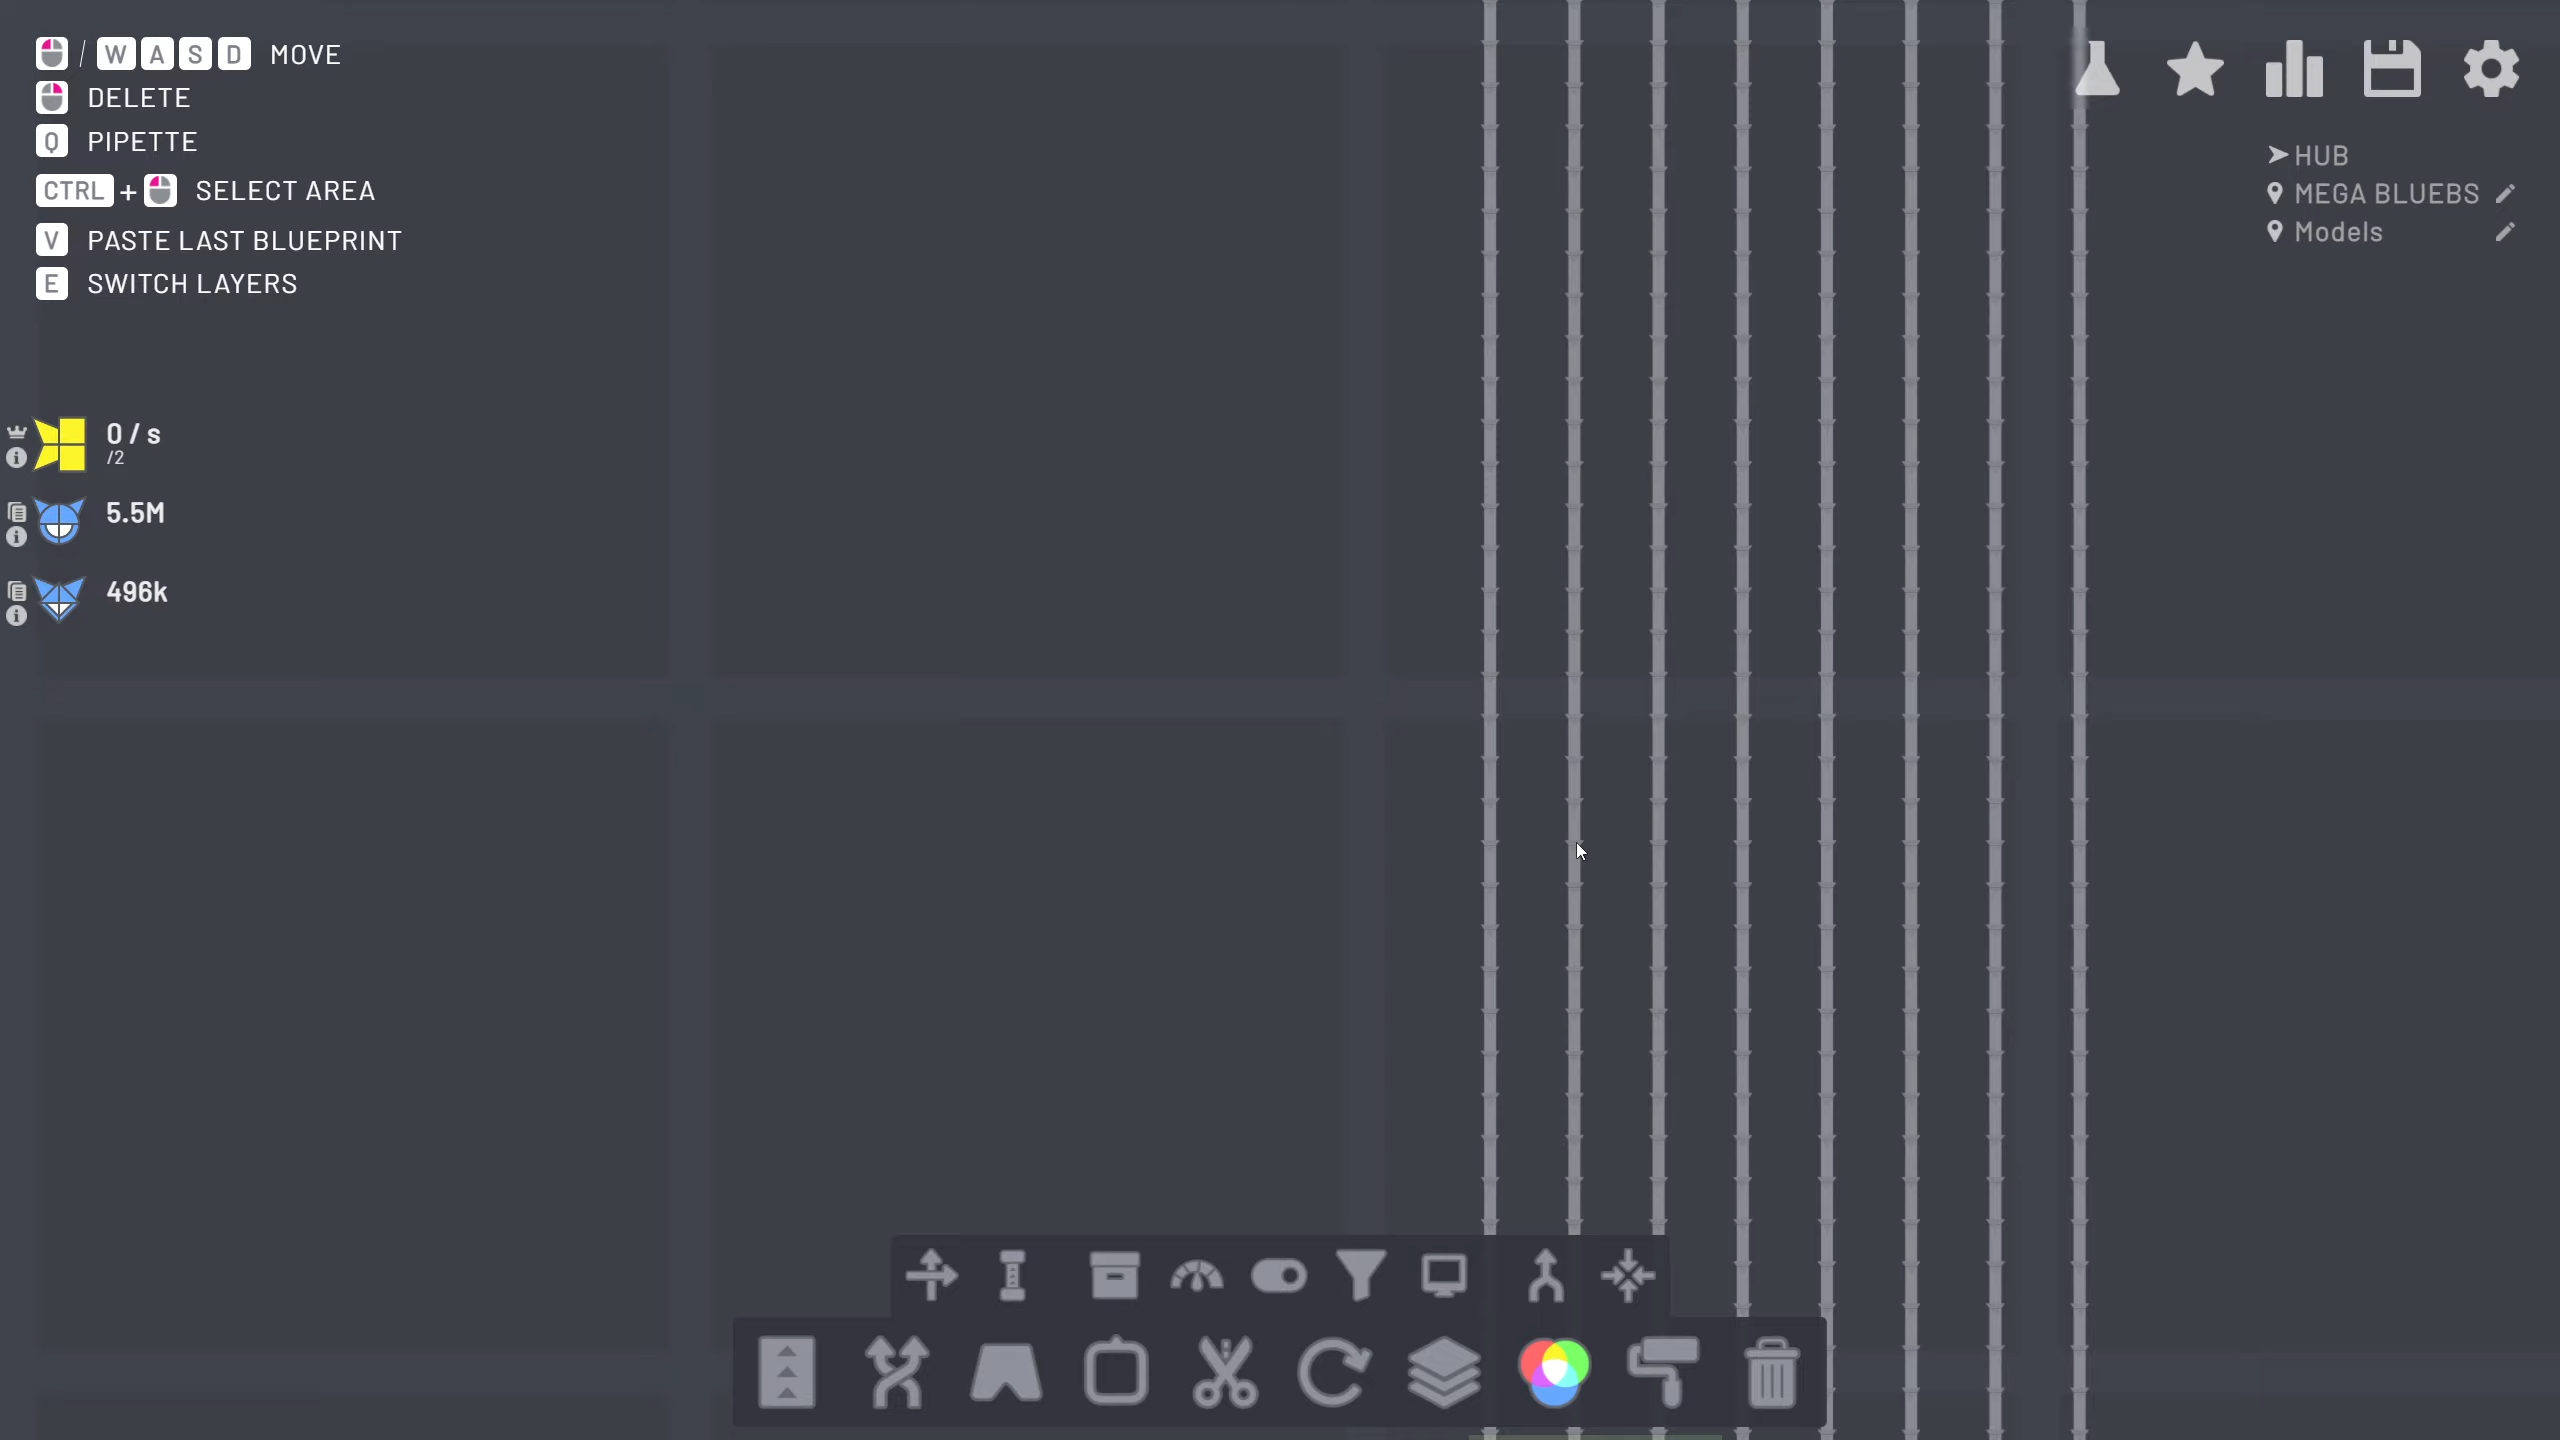 / W A S D MOVE
DELETE
Q PIPETTE
CTRL + SELECT AREA
V PASTE LAST BLUEPRINT
E SWITCH LAYERS
HUB
MEGA BLUEBS
Models
0 / s
/2
5.5M
496k